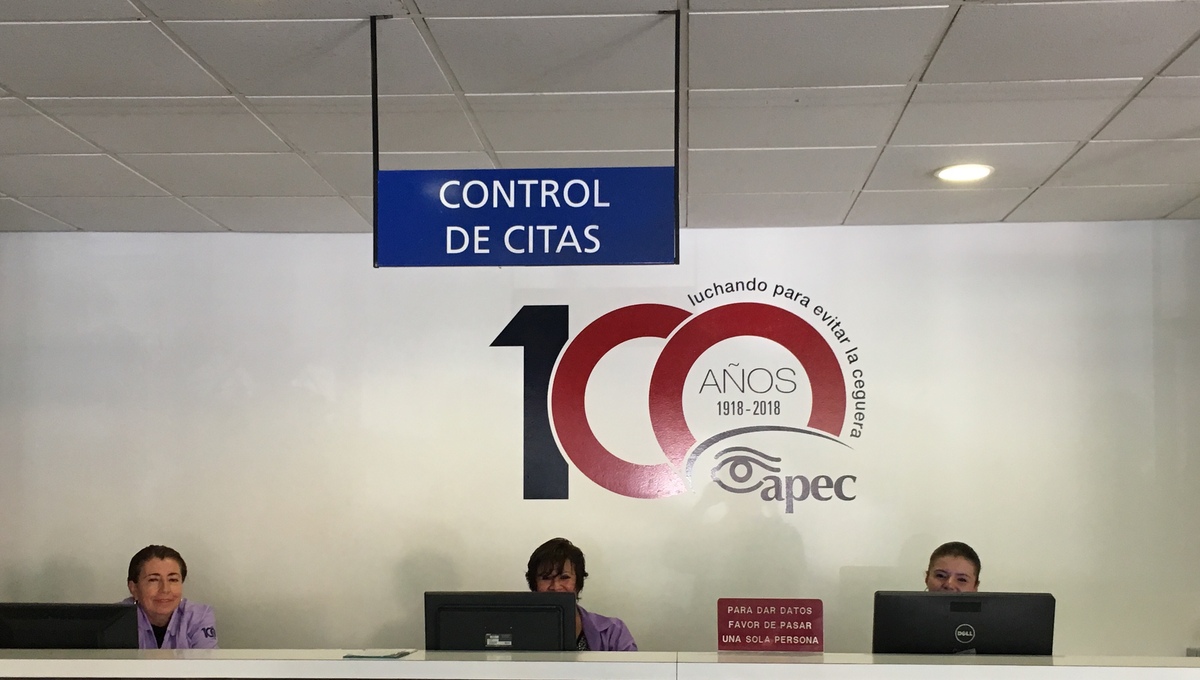 CONTROL
DE CITAS
luchando para evitar la ceguera
100
AÑOS
1918-2018
apec
PARA DAR DATOS
FAVOR DE PASAR
UNA SOLA PERSONA
DELL